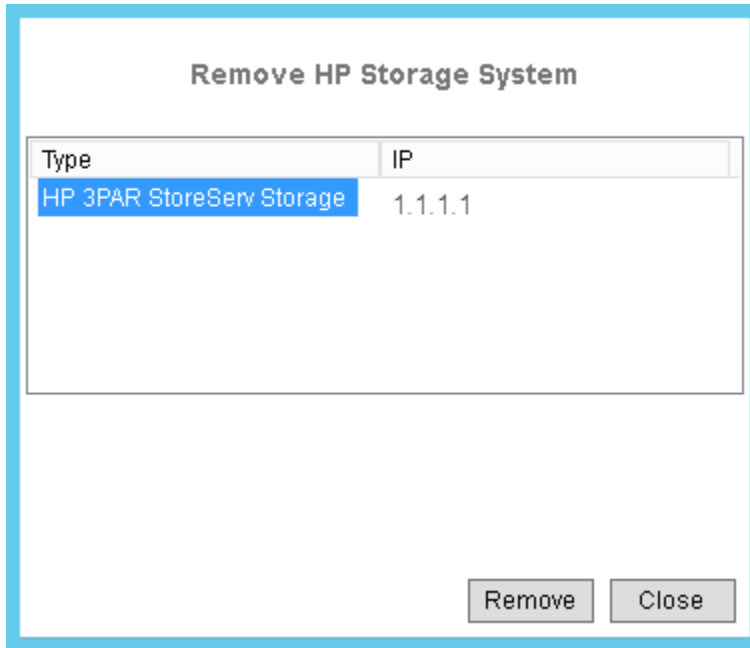 Remove HP Storage System
Type IP
HP 3PAR StoreServ Storage 1.1.1.1
Remove Close